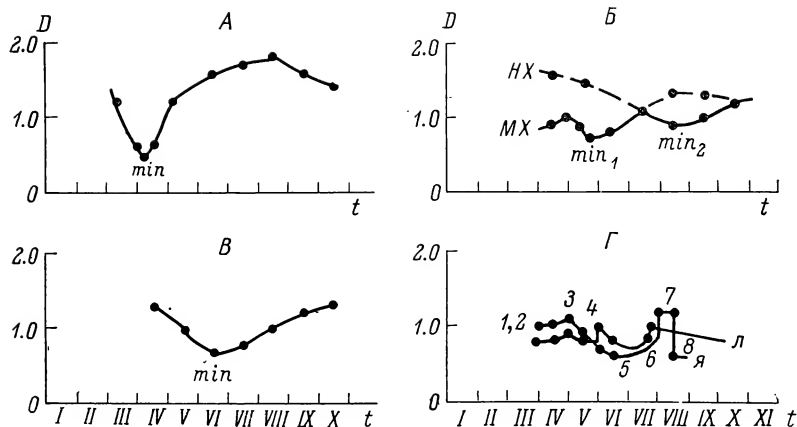 D А
2.0
1.0
0
min
t
D Б
2.0
НХ
1.0
МХ
min₁ min₂
0
t
В
2.0
1.0
min
0
I II III IV V VI VII VIII IX X t
Г
2.0
3 7
1,2 4
1.0
л
5 6 8 я
0
I II III IV V VI VII VIII IX X XI t